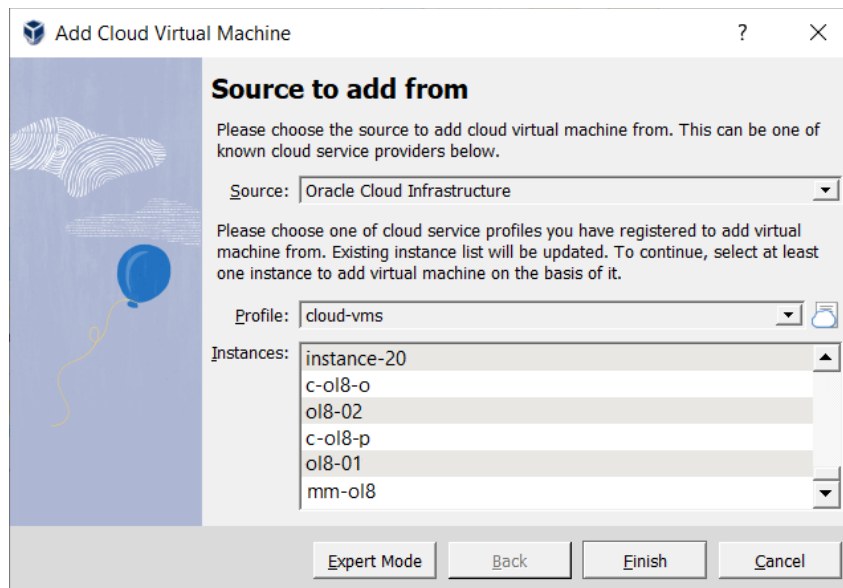 Add Cloud Virtual Machine
?
Source to add from
Please choose the source to add cloud virtual machine from. This can be one of
known cloud service providers below.
Source: Oracle Cloud Infrastructure
Please choose one of cloud service profiles you have registered to add virtual
machine from. Existing instance list will be updated. To continue, select at least
one instance to add virtual machine on the basis of it.
Profile: cloud-vms
Instances: instance-20
c-ol8-o
ol8-02
c-ol8-p
ol8-01
mm-ol8
Expert Mode Back Finish Cancel